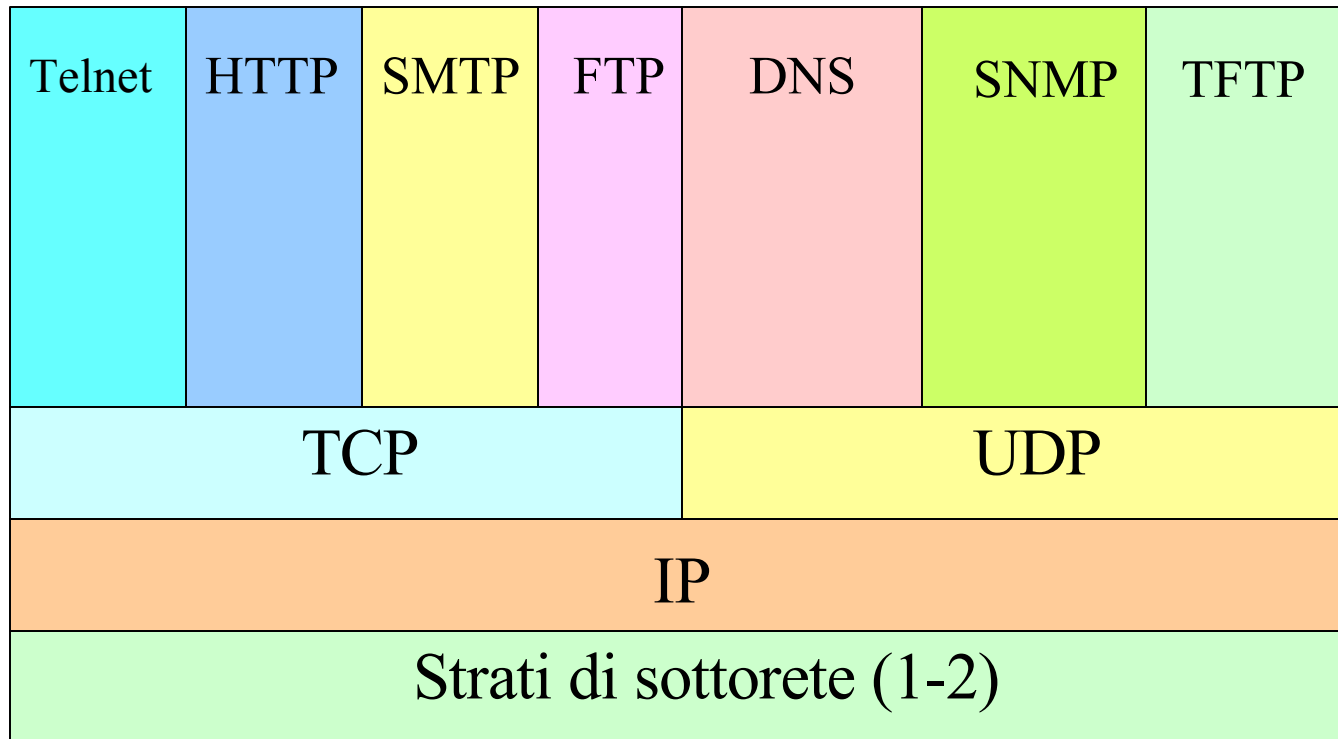 Telnet HTTP SMTP FTP DNS SNMP TFTP
TCP UDP
IP
Strati di sottorete (1-2)